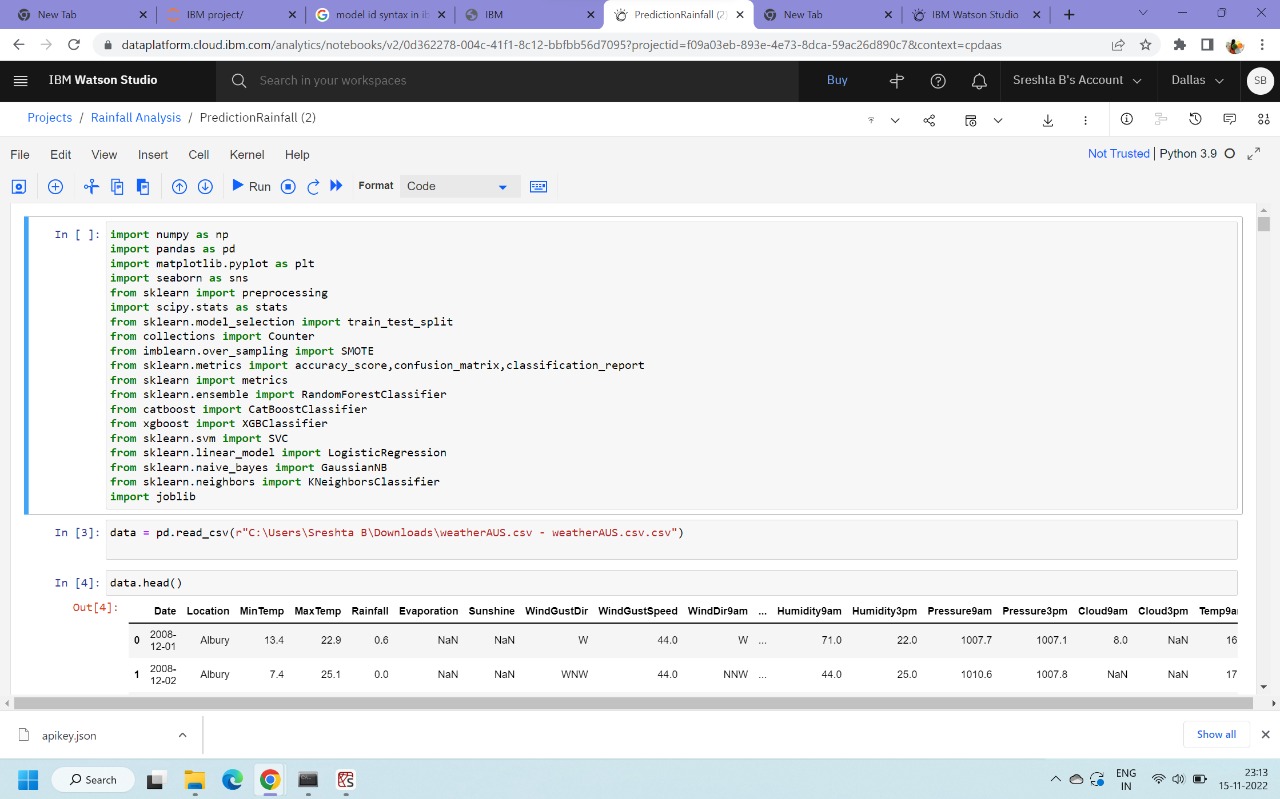 New Tab
IBM project/
model id syntax in ib
IBM
PredictionRainfall (2
New Tab
IBM Watson Studio
dataplatform.cloud.ibm.com/analytics/notebooks/v2/0d362278-004c-41f1-8c12-bbfbb56d7095?projectid=f09a03eb-893e-4e73-8dca-59ac26d890c7&context=cpdaas
IBM Watson Studio
Search in your workspaces
Buy
Sreshta B's Account
Dallas
SB
Projects / Rainfall Analysis / PredictionRainfall (2)
File Edit View Insert Cell Kernel Help
Not Trusted | Python 3.9
Run
Format
Code
In [ ]:
import numpy as np
import pandas as pd
import matplotlib.pyplot as plt
import seaborn as sns
from sklearn import preprocessing
import scipy.stats as stats
from sklearn.model_selection import train_test_split
from collections import Counter
from imblearn.over_sampling import SMOTE
from sklearn.metrics import accuracy_score,confusion_matrix,classification_report
from sklearn import metrics
from sklearn.ensemble import RandomForestClassifier
from catboost import CatBoostClassifier
from xgboost import XGBClassifier
from sklearn.svm import SVC
from sklearn.linear_model import LogisticRegression
from sklearn.naive_bayes import GaussianNB
from sklearn.neighbors import KNeighborsClassifier
import joblib
In [3]: data = pd.read_csv(r"C:\Users\Sreshta B\Downloads\weatherAUS.csv - weatherAUS.csv.csv")
In [4]: data.head()
Out[4]:
Date Location MinTemp MaxTemp Rainfall Evaporation Sunshine WindGustDir WindGustSpeed WindDir9am ... Humidity9am Humidity3pm Pressure9am Pressure3pm Cloud9am Cloud3pm Temp9a
0 2008-12-01 Albury 13.4 22.9 0.6 NaN NaN W 44.0 W ... 71.0 22.0 1007.7 1007.1 8.0 NaN 16
1 2008-12-02 Albury 7.4 25.1 0.0 NaN NaN WNW 44.0 NNW ... 44.0 25.0 1010.6 1007.8 NaN NaN 17
apikey.json
Show all
Search
ENG
IN
23:13
15-11-2022